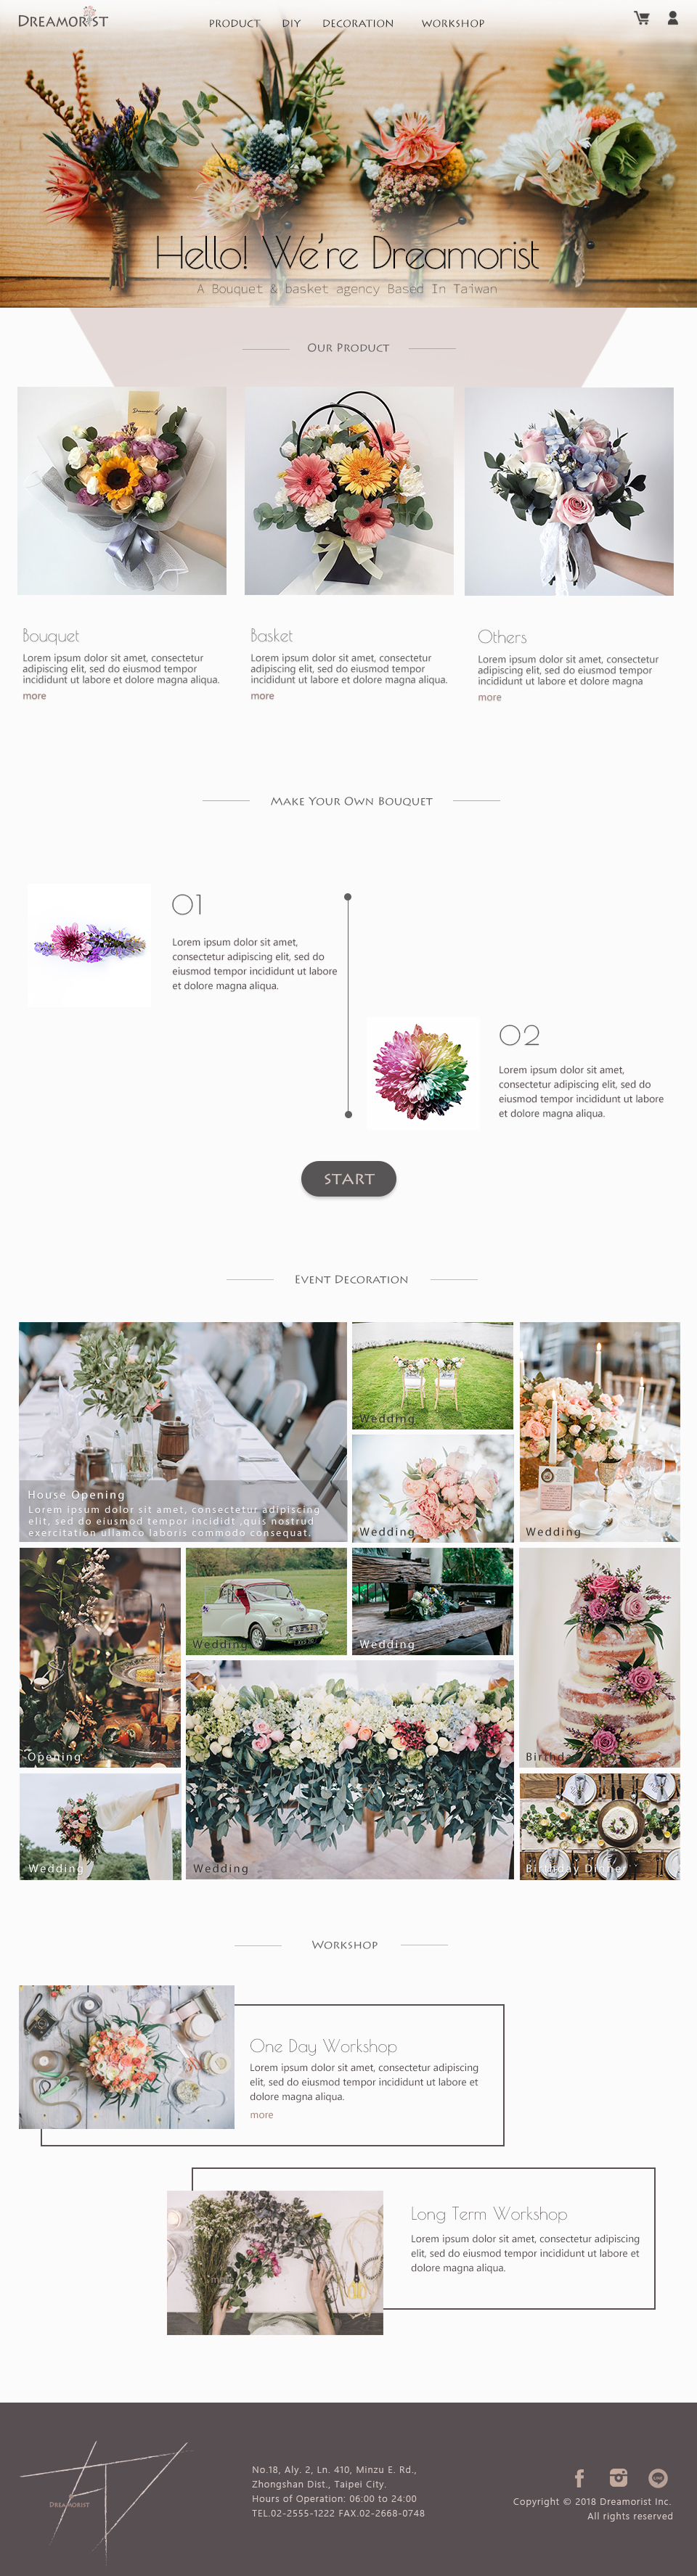 DREAMORIST
PRODUCT DIY DECORATION WORKSHOP
Hello! We're Dreamorist
A Bouquet & basket agency Based In Taiwan
OUR PRODUCT
Bouquet
Lorem ipsum dolor sit amet, consectetur
adipiscing elit, sed do eiusmod tempor
incididunt ut labore et dolore magna aliqua.
more
Basket
Lorem ipsum dolor sit amet, consectetur
adipiscing elit, sed do eiusmod tempor
incididunt ut labore et dolore magna aliqua.
more
Others
Lorem ipsum dolor sit amet, consectetur
adipiscing elit, sed do eiusmod tempor
incididunt ut labore et dolore magna
more
MAKE YOUR OWN BOUQUET
01
Lorem ipsum dolor sit amet,
consectetur adipiscing elit, sed do
eiusmod tempor incididunt ut labore
et dolore magna aliqua.
02
Lorem ipsum dolor sit amet,
consectetur adipiscing elit, sed do
eiusmod tempor incididunt ut labore
et dolore magna aliqua.
START
EVENT DECORATION
House Opening
Lorem ipsum dolor sit amet, consectetur adipiscing
elit, sed do eiusmod tempor incididt ,quis nostrud
exercitation ullamco laboris commodo consequat.
Wedding
Wedding
Wedding
Opening
Wedding
Wedding
Wedding
Wedding
Birthday Dinner
WORKSHOP
One Day Workshop
Lorem ipsum dolor sit amet, consectetur adipiscing
elit, sed do eiusmod tempor incididunt ut labore et
dolore magna aliqua.
more
Long Term Workshop
Lorem ipsum dolor sit amet, consectetur adipiscing
elit, sed do eiusmod tempor incididunt ut labore et
dolore magna aliqua.
DREAMORIST
No.18, Aly. 2, Ln. 410, Minzu E. Rd.,
Zhongshan Dist., Taipei City.
Hours of Operation: 06:00 to 24:00
TEL.02-2555-1222 FAX.02-2668-0748
LINE
Copyright © 2018 Dreamorist Inc.
All rights reserved